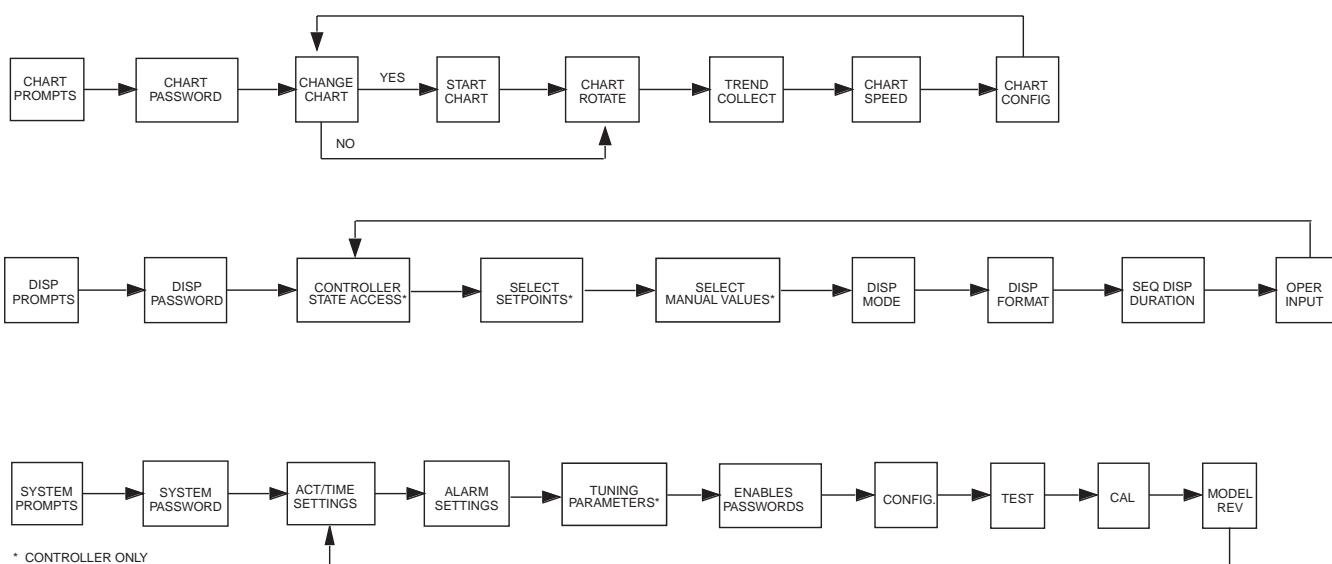 CHART
PROMPTS
CHART
PASSWORD
CHANGE
CHART
YES
NO
START
CHART
CHART
ROTATE
TREND
COLLECT
CHART
SPEED
CHART
CONFIG
DISP
PROMPTS
DISP
PASSWORD
CONTROLLER
STATE ACCESS*
SELECT
SETPOINTS*
SELECT
MANUAL VALUES*
DISP
MODE
DISP
FORMAT
SEQ DISP
DURATION
OPER
INPUT
SYSTEM
PROMPTS
SYSTEM
PASSWORD
ACT/TIME
SETTINGS
ALARM
SETTINGS
TUNING
PARAMETERS*
ENABLES
PASSWORDS
CONFIG.
TEST
CAL
MODEL
REV
* CONTROLLER ONLY